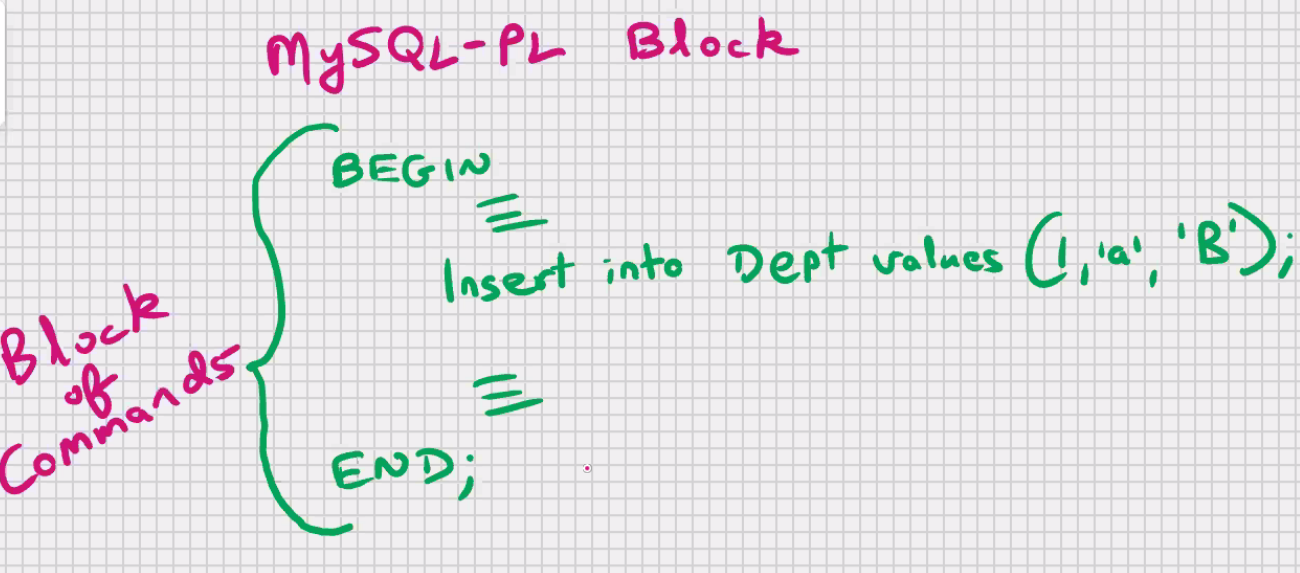 MySQL-PL Block
BEGIN
Insert into Dept values (1,'a','B');
END;
Block
of
Commands